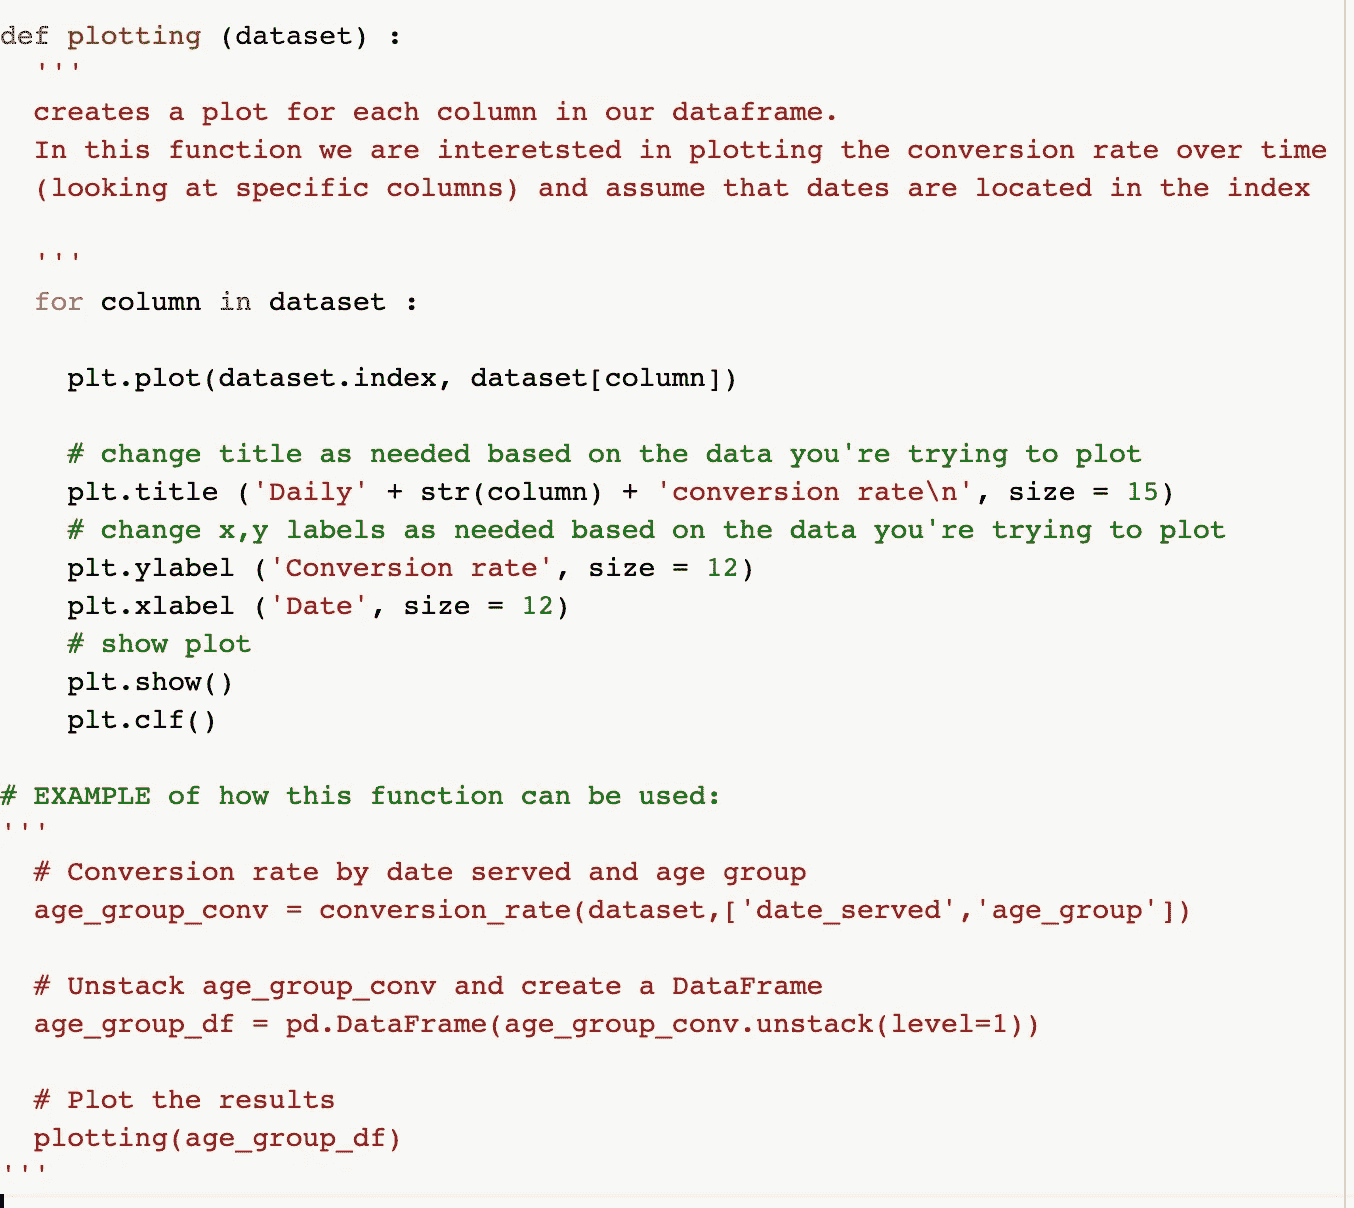 def plotting (dataset) :
'''
creates a plot for each column in our dataframe.
In this function we are interetsted in plotting the conversion rate over time
(looking at specific columns) and assume that dates are located in the index
'''
for column in dataset :
plt.plot(dataset.index, dataset[column])
# change title as needed based on the data you're trying to plot
plt.title ('Daily' + str(column) + 'conversion rate\n', size = 15)
# change x,y labels as needed based on the data you're trying to plot
plt.ylabel ('Conversion rate', size = 12)
plt.xlabel ('Date', size = 12)
# show plot
plt.show()
plt.clf()
# EXAMPLE of how this function can be used:
'''
# Conversion rate by date served and age group
age_group_conv = conversion_rate(dataset,['date_served','age_group'])
# Unstack age_group_conv and create a DataFrame
age_group_df = pd.DataFrame(age_group_conv.unstack(level=1))
# Plot the results
plotting(age_group_df)
'''